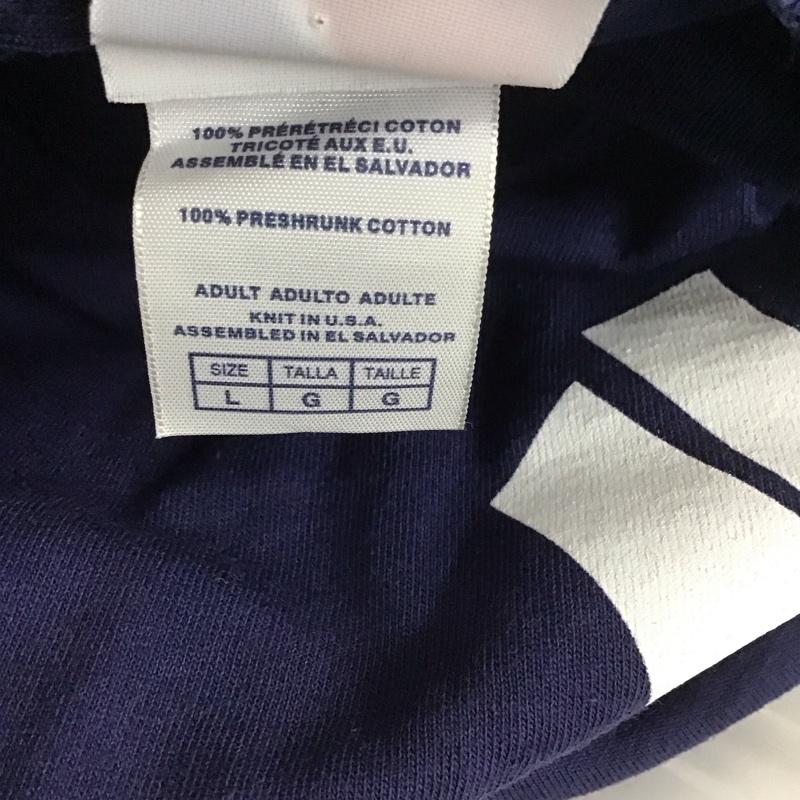 100% PRÉRÉTRÉCI COTON
TRICOTÉ AUX E.U.
ASSEMBLÉ EN EL SALVADOR
100% PRESHRUNK COTTON
ADULT ADULTO ADULTE
KNIT IN U.S.A.
ASSEMBLED IN EL SALVADOR
SIZE TALLA TAILLE
L G G